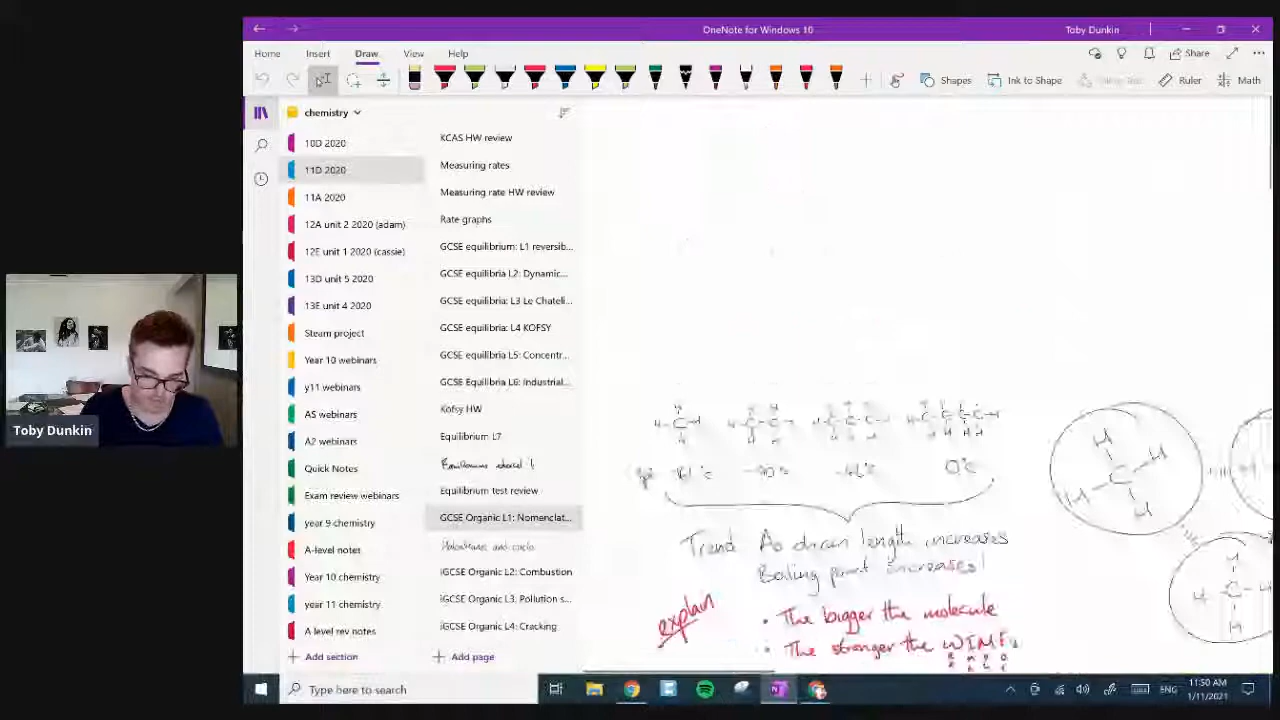 OneNote for Windows 10
Toby Dunkin
Home Insert Draw View Help
Share
Shapes Ink to Shape Ruler Math
chemistry
10D 2020
11D 2020
11A 2020
12A unit 2 2020 (adam)
12E unit 1 2020 (cassie)
13D unit 5 2020
13E unit 4 2020
Steam project
Year 10 webinars
y11 webinars
AS webinars
A2 webinars
Quick Notes
Exam review webinars
year 9 chemistry
A-level notes
Year 10 chemistry
year 11 chemistry
A level rev notes
Add section
KCAS HW review
Measuring rates
Measuring rate HW review
Rate graphs
GCSE equilibrium: L1 reversib...
GCSE equilibria L2: Dynamic...
GCSE equilibria: L3 Le Chateli...
GCSE equilibria: L4 KOFSY
GCSE equilibria L5: Concentr...
GCSE Equilibria L6: Industrial...
Kofsy HW
Equilibrium L7
Equilibrium test review
GCSE Organic L1: Nomenclat...
iGCSE Organic L2: Combustion
iGCSE Organic L3: Pollution s...
iGCSE Organic L4: Cracking
Add page
0°C
Trend: As chain length increases
Boiling point increases!
explain
• The bigger the molecule
• The stronger the WIMFs
Toby Dunkin
Type here to search
ENG
11:50 AM
1/11/2021